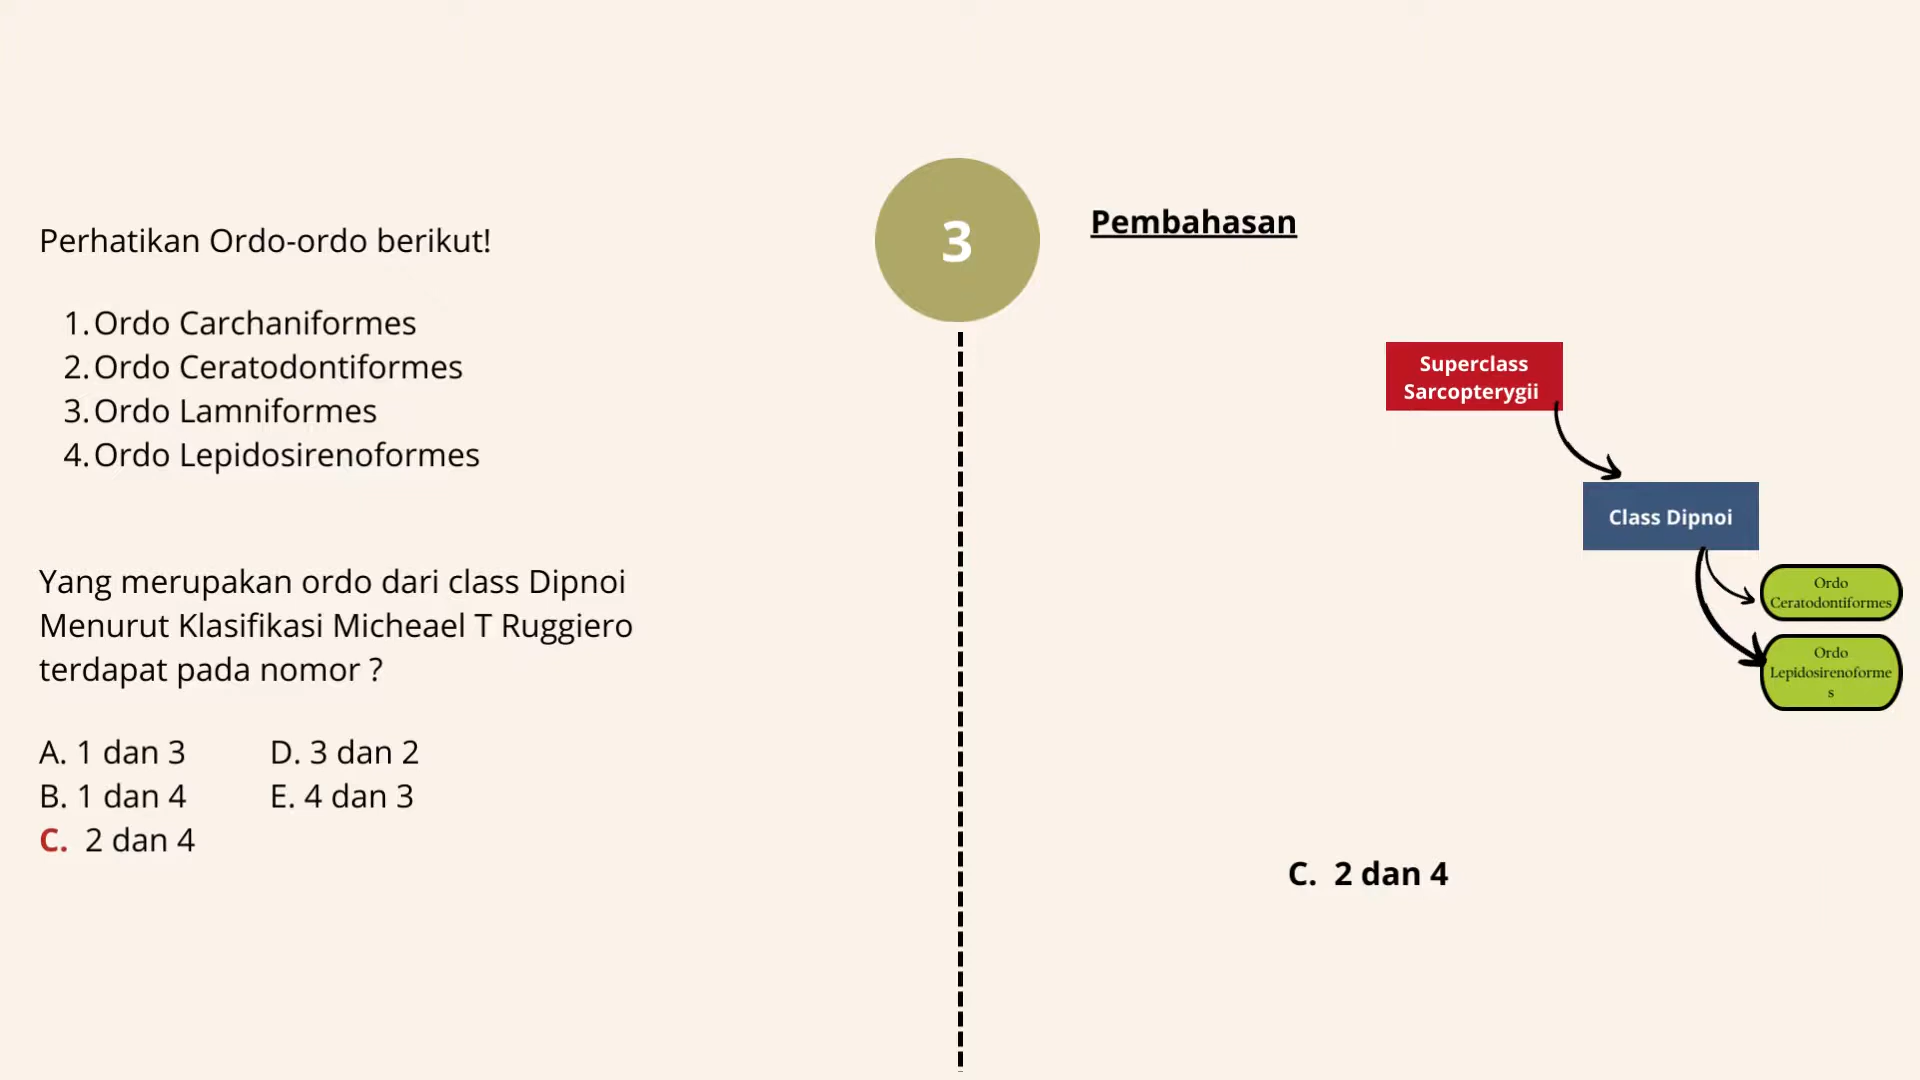 Perhatikan Ordo-ordo berikut!
1. Ordo Carchaniformes
2. Ordo Ceratodontiformes
3. Ordo Lamniformes
4. Ordo Lepidosirenoformes
Yang merupakan ordo dari class Dipnoi
Menurut Klasifikasi Micheael T Ruggiero
terdapat pada nomor ?
A. 1 dan 3 D. 3 dan 2
B. 1 dan 4 E. 4 dan 3
C. 2 dan 4
3
Pembahasan
Superclass
Sarcopterygii
Class Dipnoi
Ordo
Ceratodontiformes
Ordo
Lepidosirenoforme
s
C. 2 dan 4